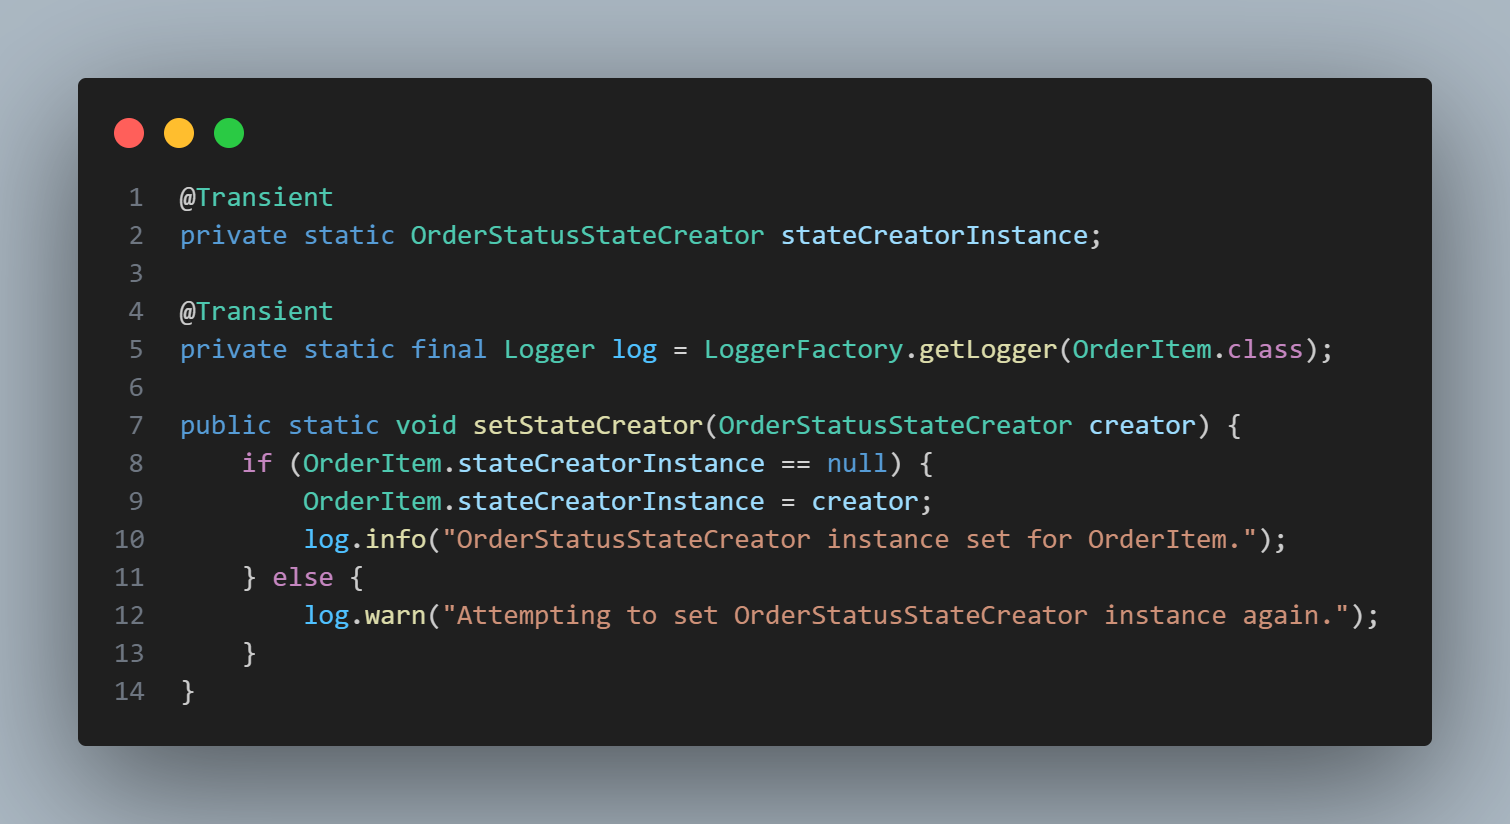 1 @Transient
2 private static OrderStatusStateCreator stateCreatorInstance;
3
4 @Transient
5 private static final Logger log = LoggerFactory.getLogger(OrderItem.class);
6
7 public static void setStateCreator(OrderStatusStateCreator creator) {
8     if (OrderItem.stateCreatorInstance == null) {
9         OrderItem.stateCreatorInstance = creator;
10         log.info("OrderStatusStateCreator instance set for OrderItem.");
11     } else {
12         log.warn("Attempting to set OrderStatusStateCreator instance again.");
13     }
14 }